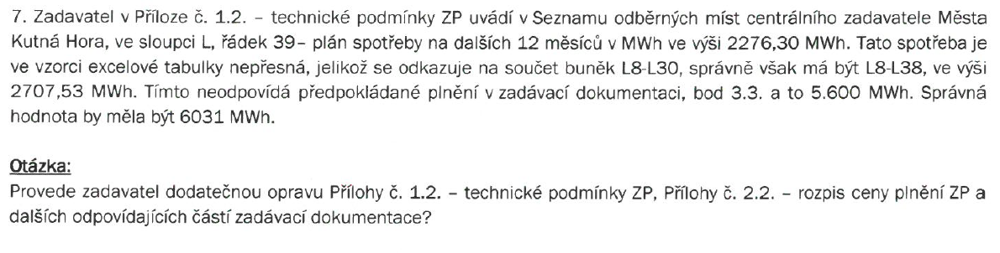 7. Zadavatel v Příloze č. 1.2. – technické podmínky ZP uvádí v Seznamu odběrných míst centrálního zadavatele Města
Kutná Hora, ve sloupci L, řádek 39– plán spotřeby na dalších 12 měsíců v MWh ve výši 2276,30 MWh. Tato spotřeba je
ve vzorci excelové tabulky nepřesná, jelikož se odkazuje na součet buněk L8-L30, správně však má být L8-L38, ve výši
2707,53 MWh. Tímto neodpovídá předpokládané plnění v zadávací dokumentaci, bod 3.3. a to 5.600 MWh. Správná
hodnota by měla být 6031 MWh.
Otázka:
Provede zadavatel dodatečnou opravu Přílohy č. 1.2. – technické podmínky ZP, Přílohy č. 2.2. – rozpis ceny plnění ZP a
dalších odpovídajících částí zadávací dokumentace?